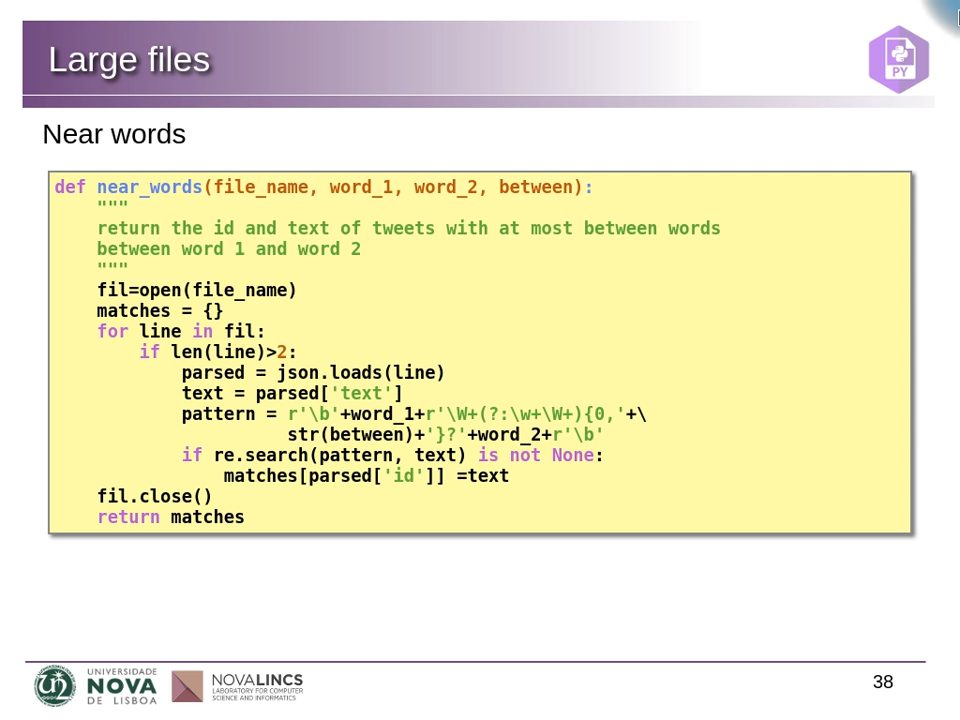 Large files
PY
Near words
def near_words(file_name, word_1, word_2, between):
    """
    return the id and text of tweets with at most between words
    between word 1 and word 2
    """
    fil=open(file_name)
    matches = {}
    for line in fil:
        if len(line)>2:
            parsed = json.loads(line)
            text = parsed['text']
            pattern = r'\b'+word_1+r'\W+(?:\w+\W+){0,'+\
                      str(between)+'}?'+word_2+r'\b'
            if re.search(pattern, text) is not None:
                matches[parsed['id']] =text
    fil.close()
    return matches
UNIVERSIDADE
NOVA
DE LISBOA
NOVALINCS
LABORATORY FOR COMPUTER
SCIENCE AND INFORMATICS
38